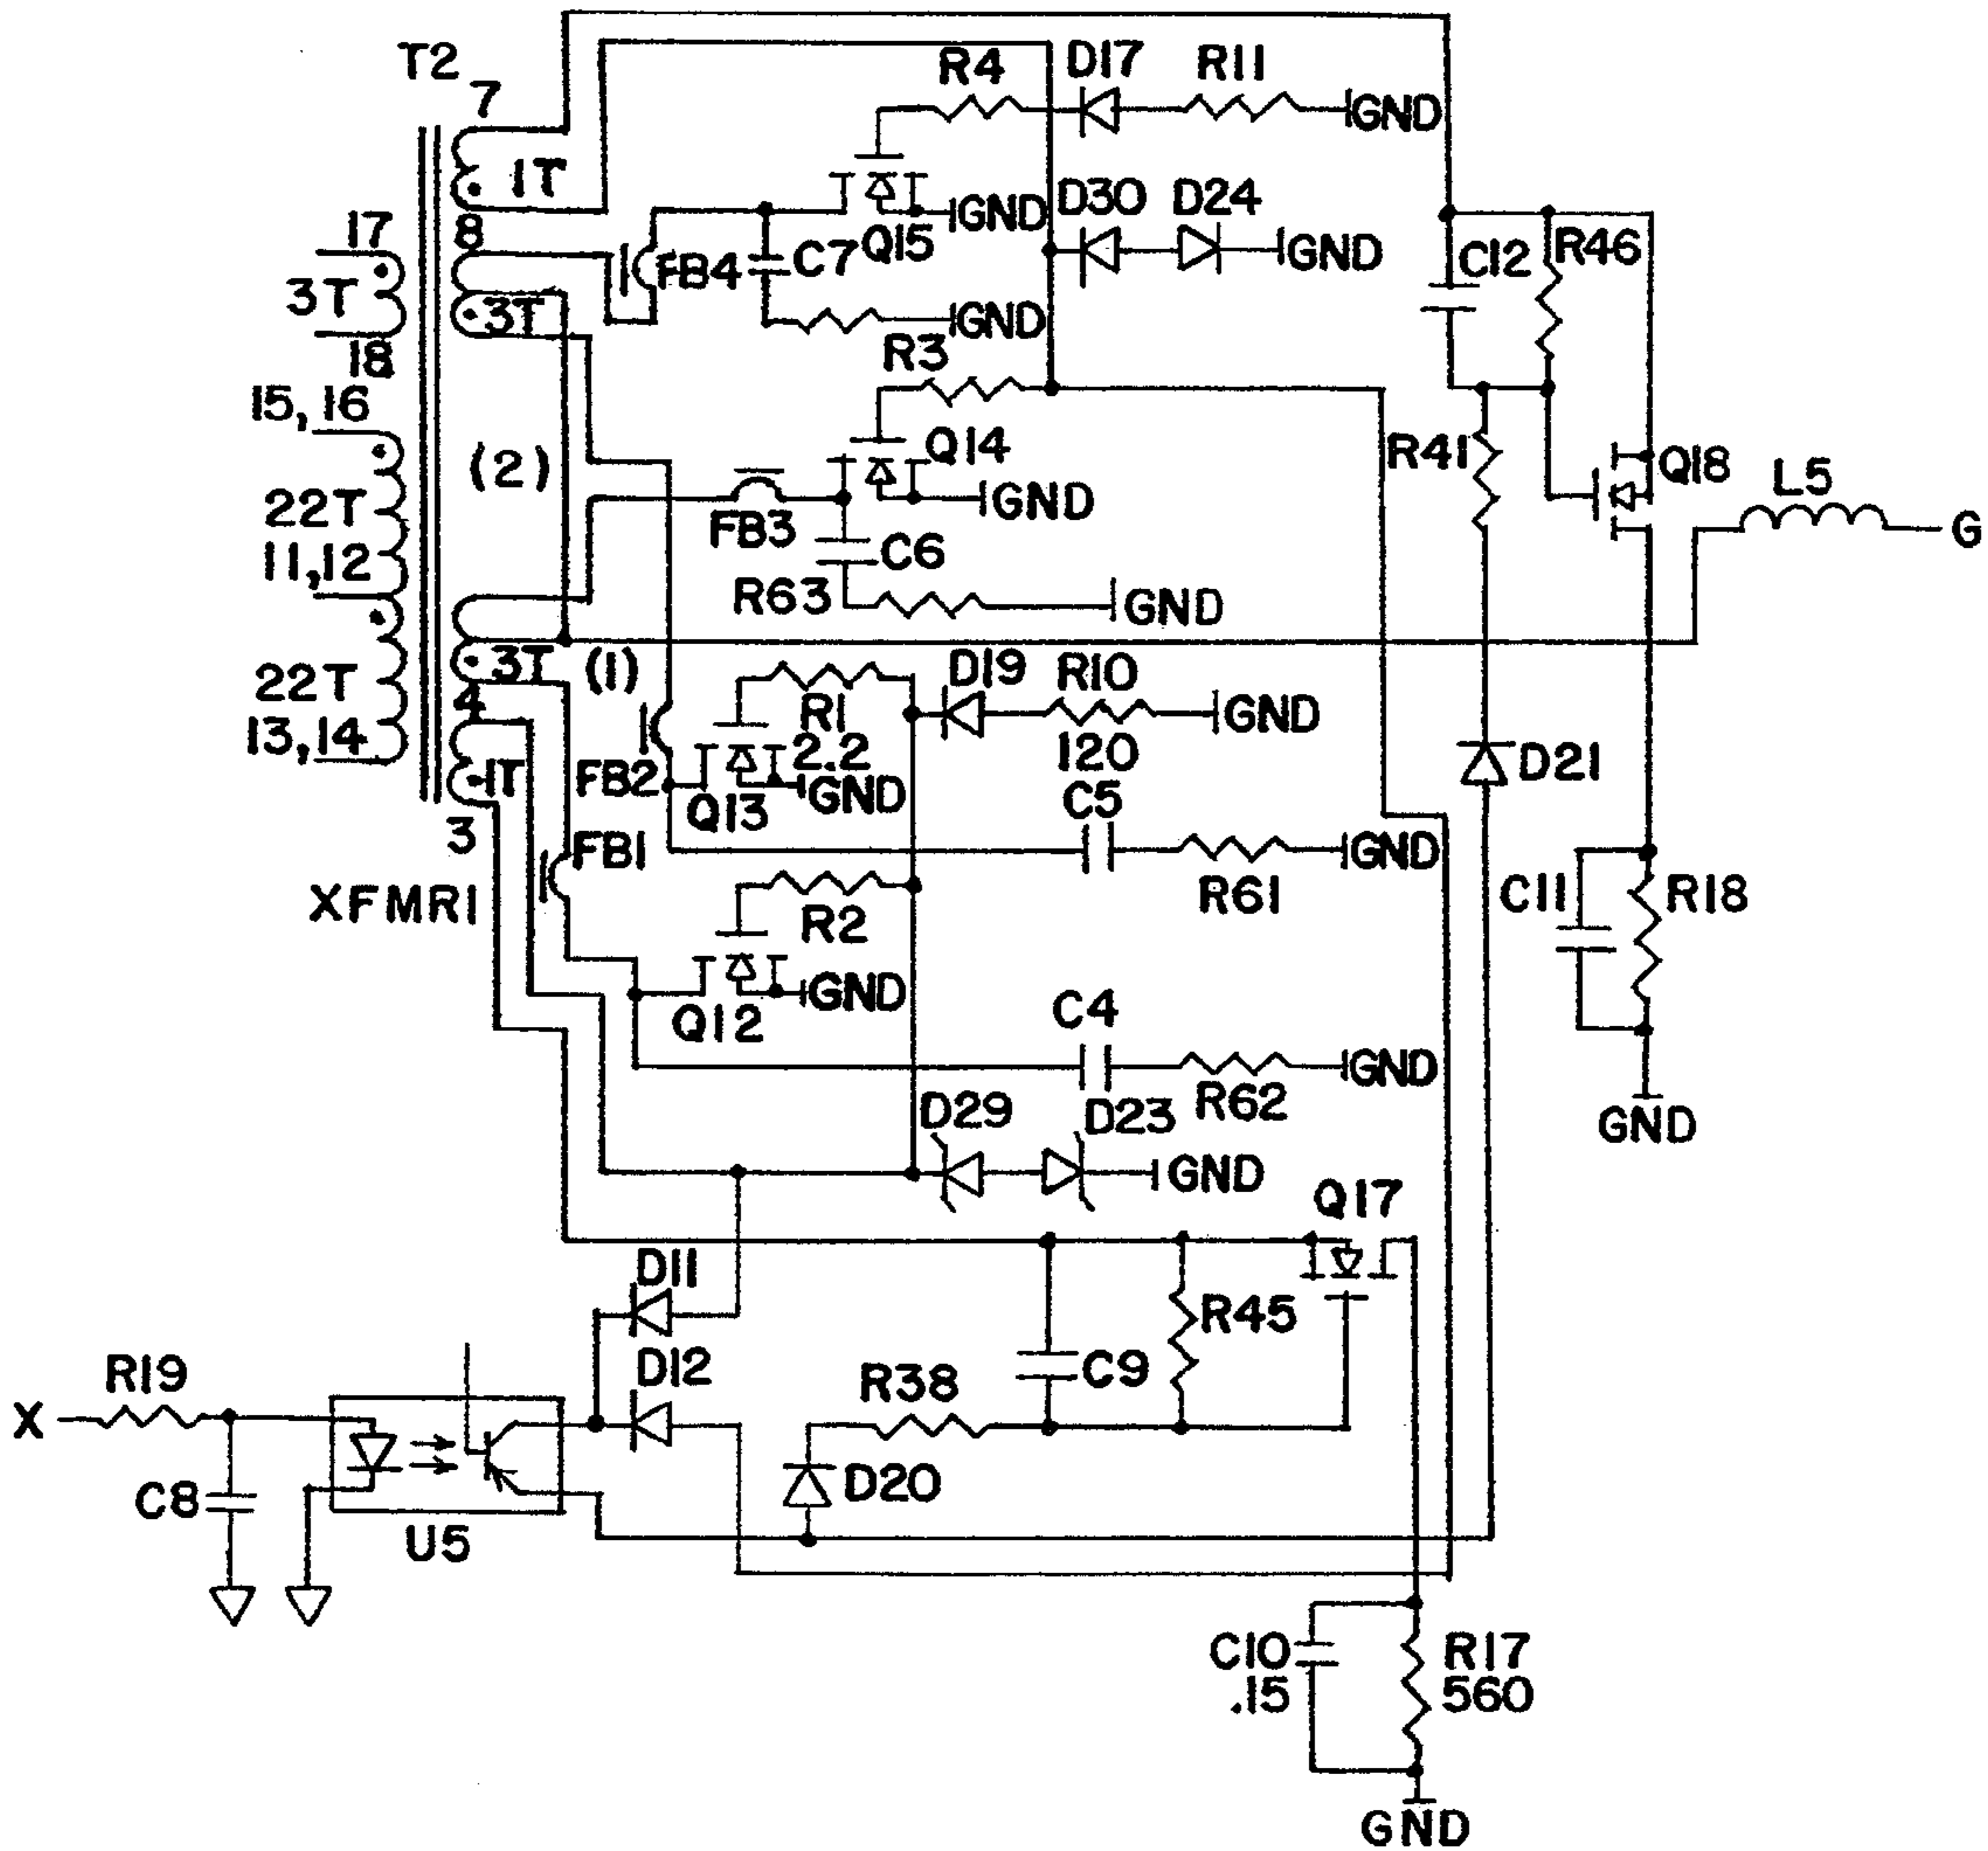 T2
7
1T
8
17
3T
18
3T
15, 16
22T
11,12
(2)
22T
13,14
3T
(1)
4
1T
3
XFMR1
R4
D17
R11
GND
GND
Q15
FB4
C7
GND
D30
D24
GND
C12
R46
R3
Q14
GND
FB3
C6
R63
GND
R41
Q18
L5
G
D19
R10
120
GND
R1
2.2
FB2
Q13
GND
C5
GND
R61
D21
FB1
R2
Q12
GND
C4
GND
R62
C11
R18
GND
D29
D23
GND
Q17
D11
D12
R45
C9
R38
D20
X
R19
C8
U5
C10
.15
R17
560
GND